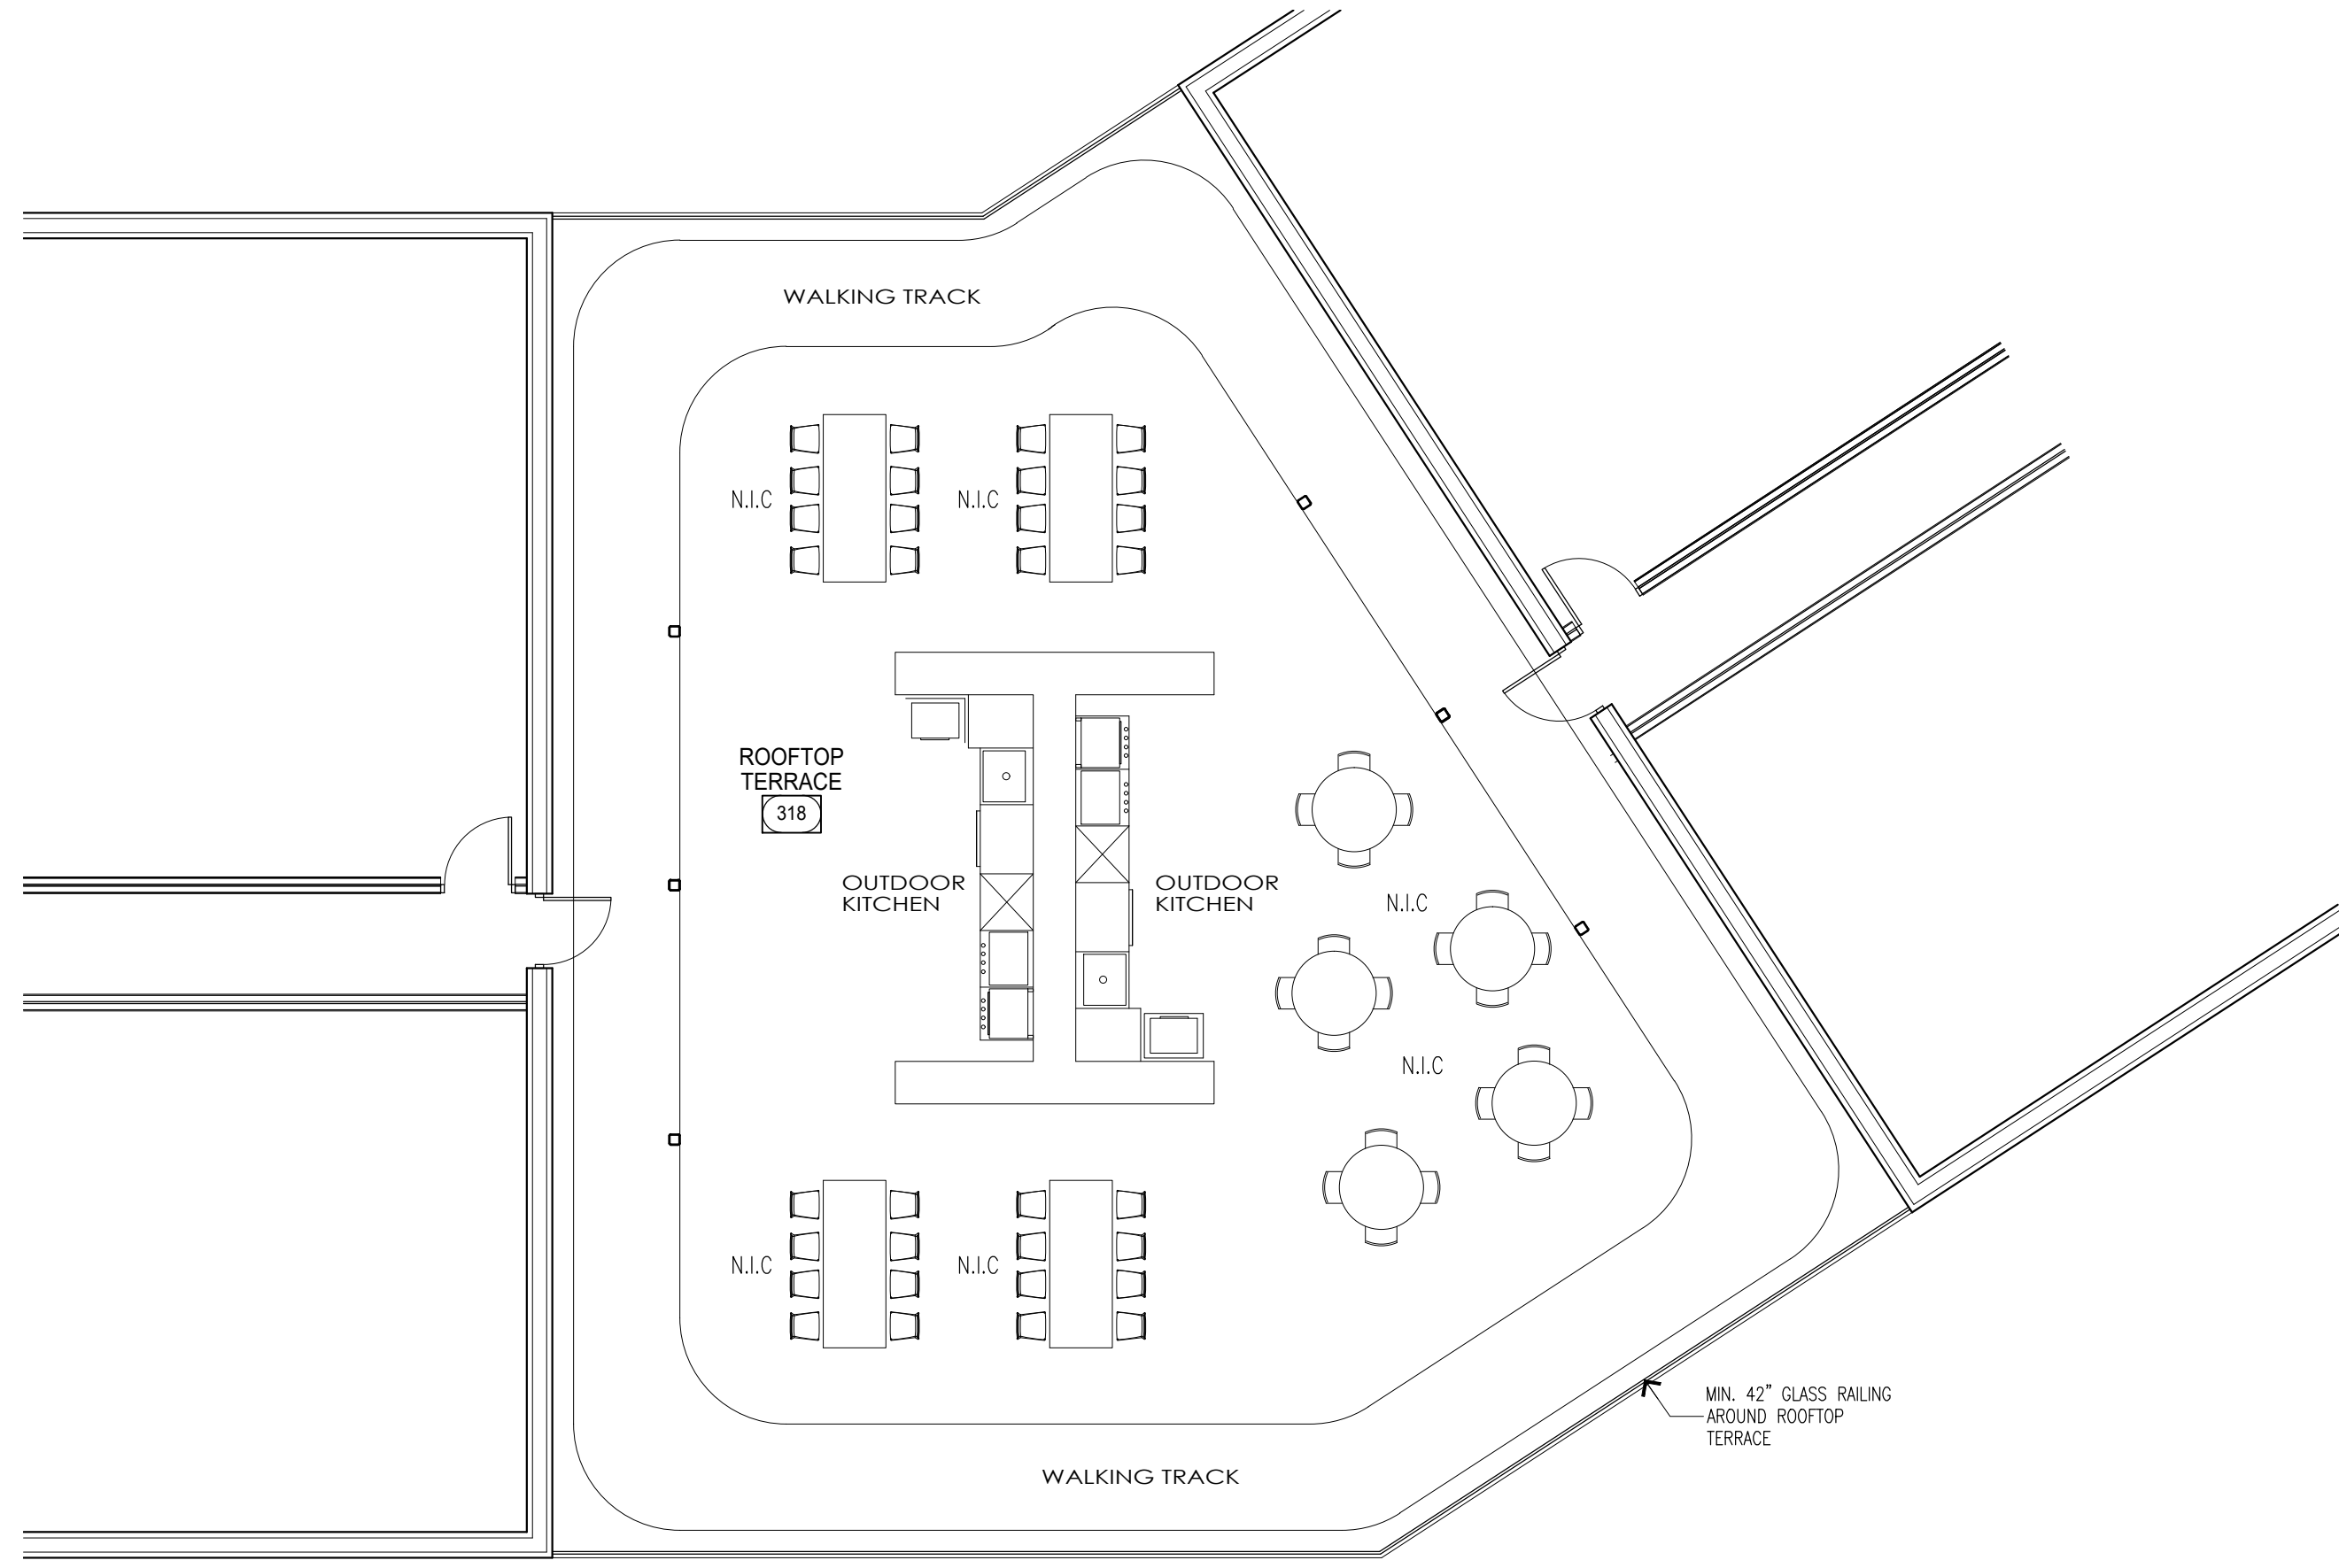 WALKING TRACK
N.I.C
N.I.C
ROOFTOP
TERRACE
318
OUTDOOR
KITCHEN
OUTDOOR
KITCHEN
N.I.C
N.I.C
N.I.C
N.I.C
MIN. 42" GLASS RAILING
AROUND ROOFTOP
TERRACE
WALKING TRACK